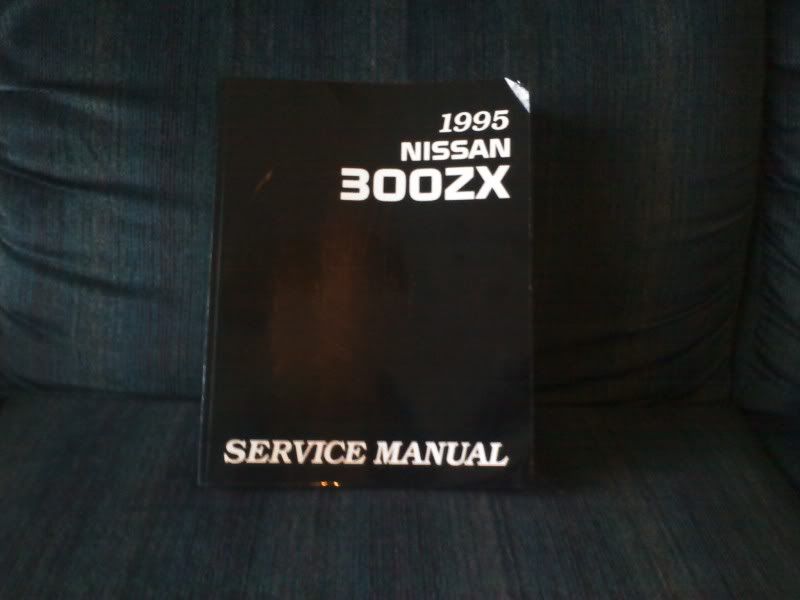 1995
NISSAN
300ZX
SERVICE MANUAL